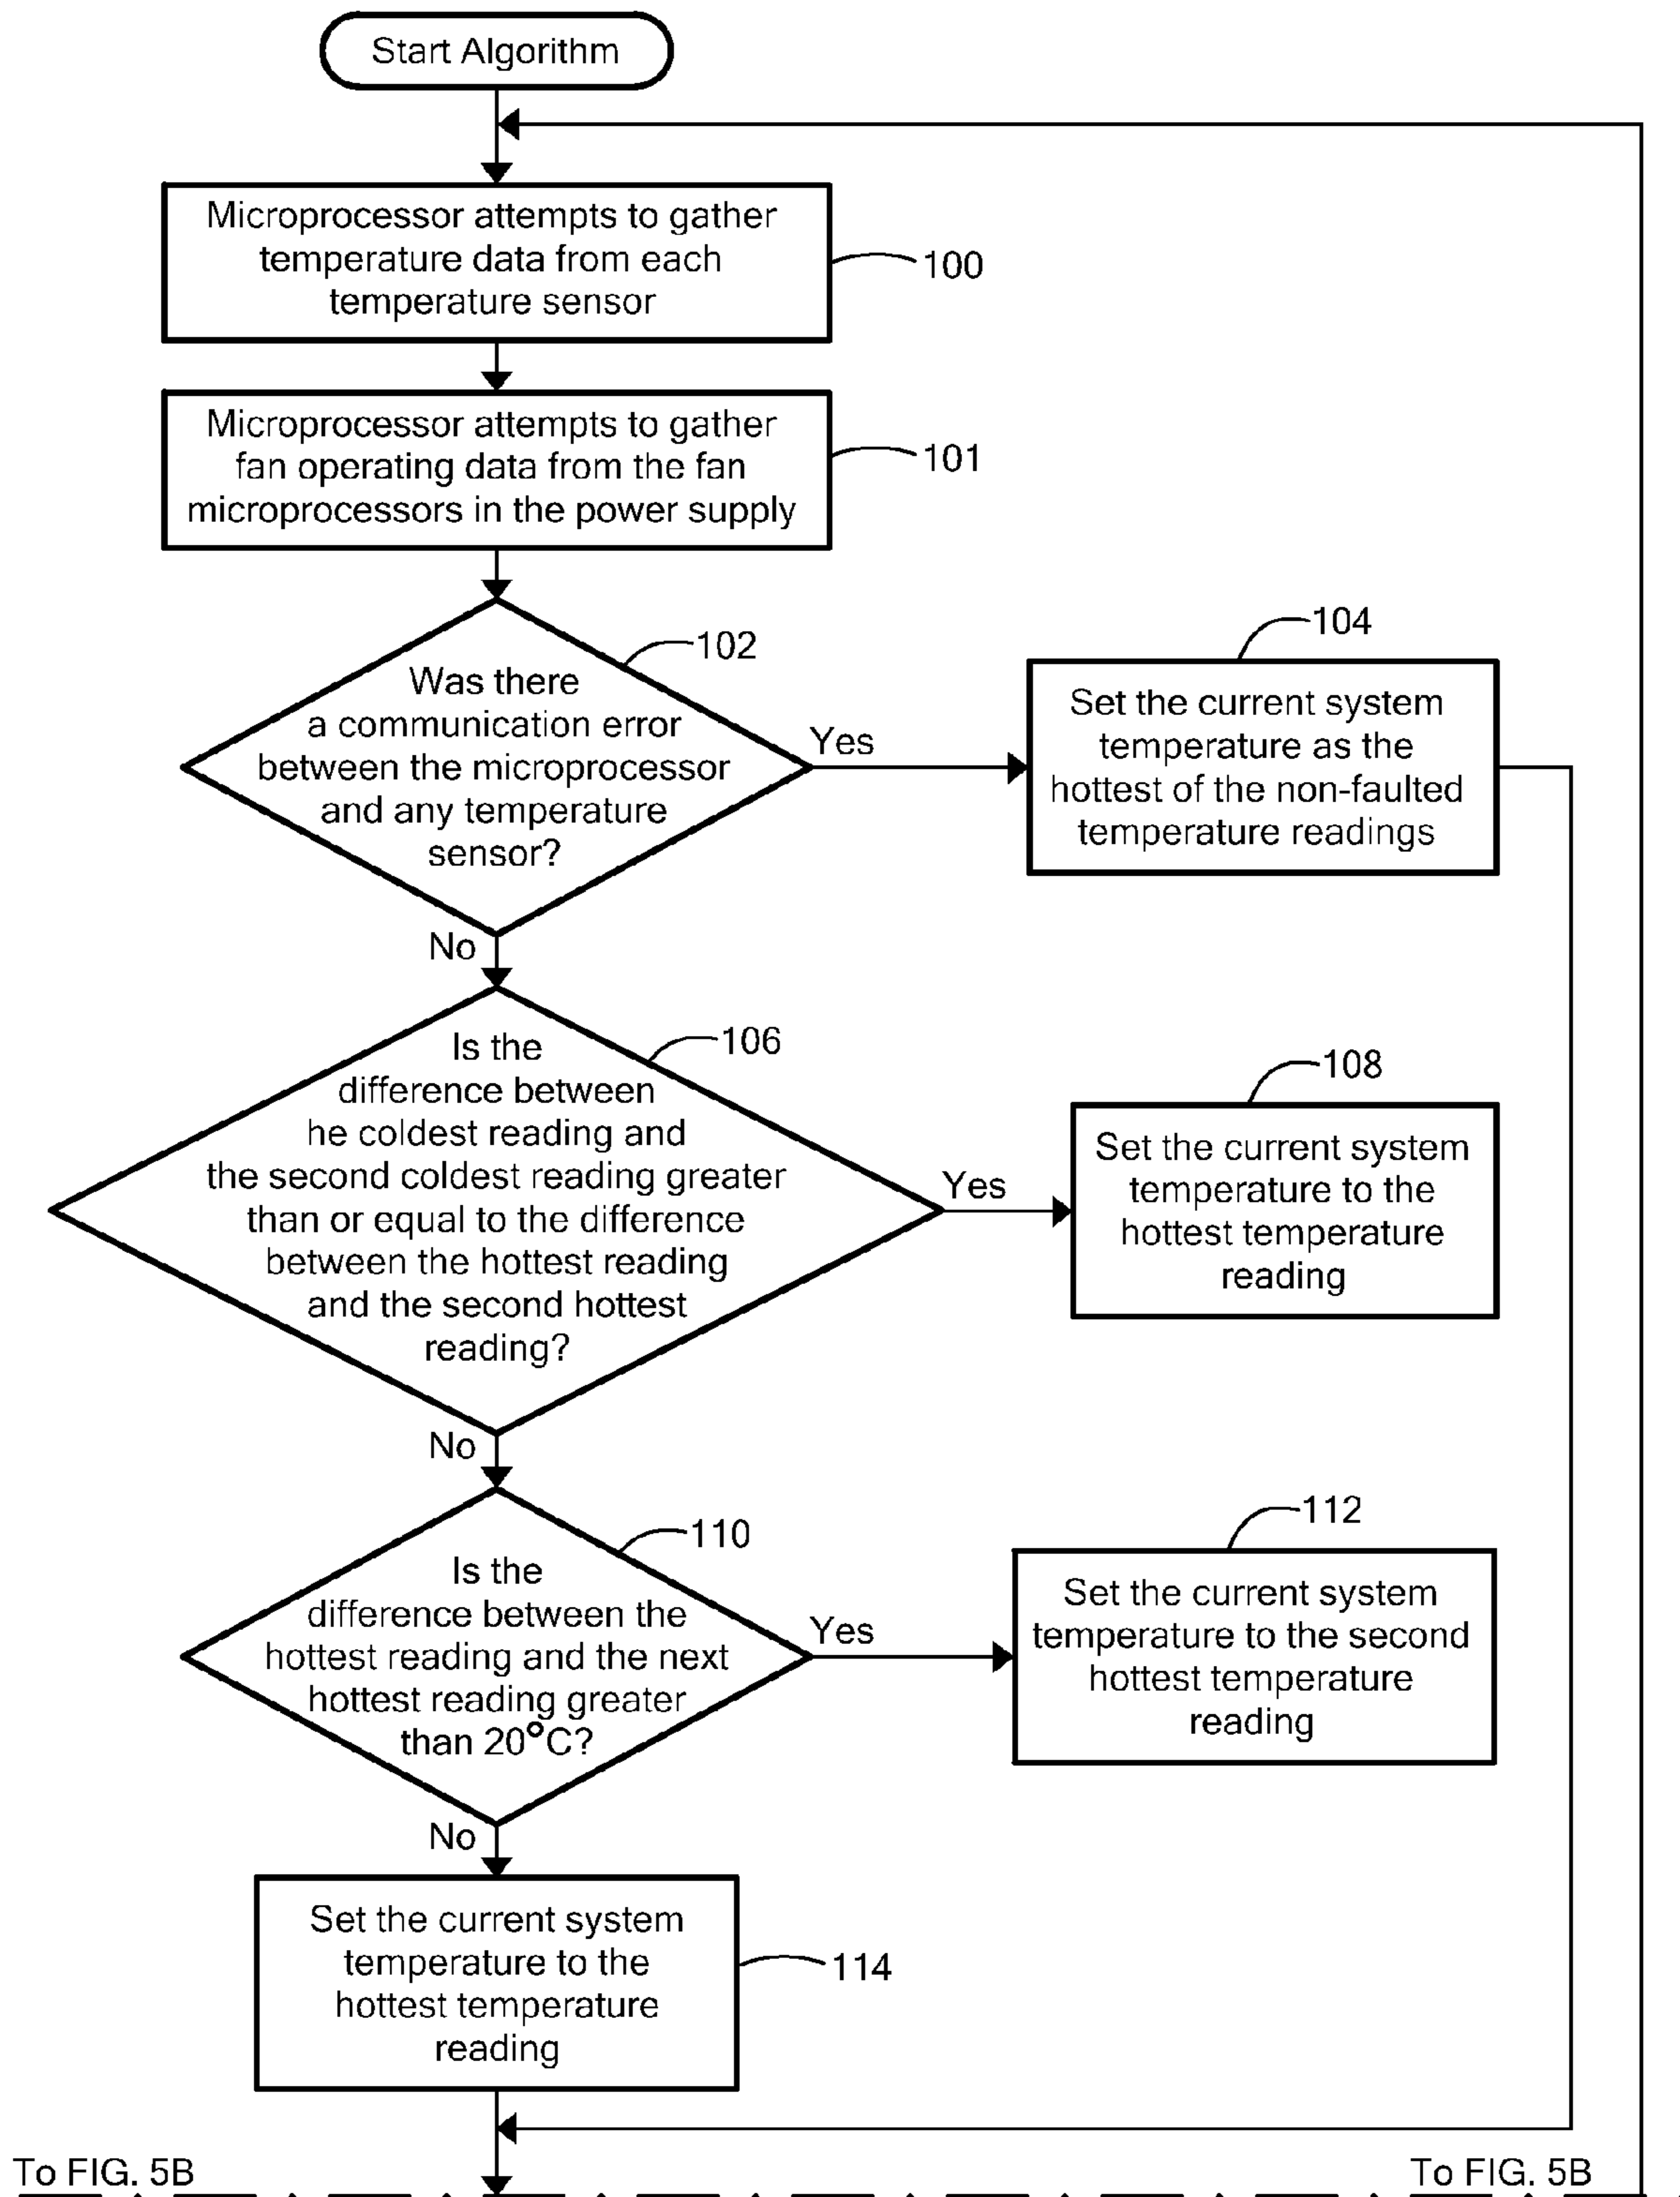 Start Algorithm
Microprocessor attempts to gather
temperature data from each
temperature sensor
100
Microprocessor attempts to gather
fan operating data from the fan
microprocessors in the power supply
101
102
Was there
a communication error
between the microprocessor
and any temperature
sensor?
Yes
104
Set the current system
temperature as the
hottest of the non-faulted
temperature readings
No
106
Is the
difference between
he coldest reading and
the second coldest reading greater
than or equal to the difference
between the hottest reading
and the second hottest
reading?
Yes
108
Set the current system
temperature to the
hottest temperature
reading
No
110
Is the
difference between the
hottest reading and the next
hottest reading greater
than 20°C?
Yes
112
Set the current system
temperature to the second
hottest temperature
reading
No
Set the current system
temperature to the
hottest temperature
reading
114
To FIG. 5B
To FIG. 5B